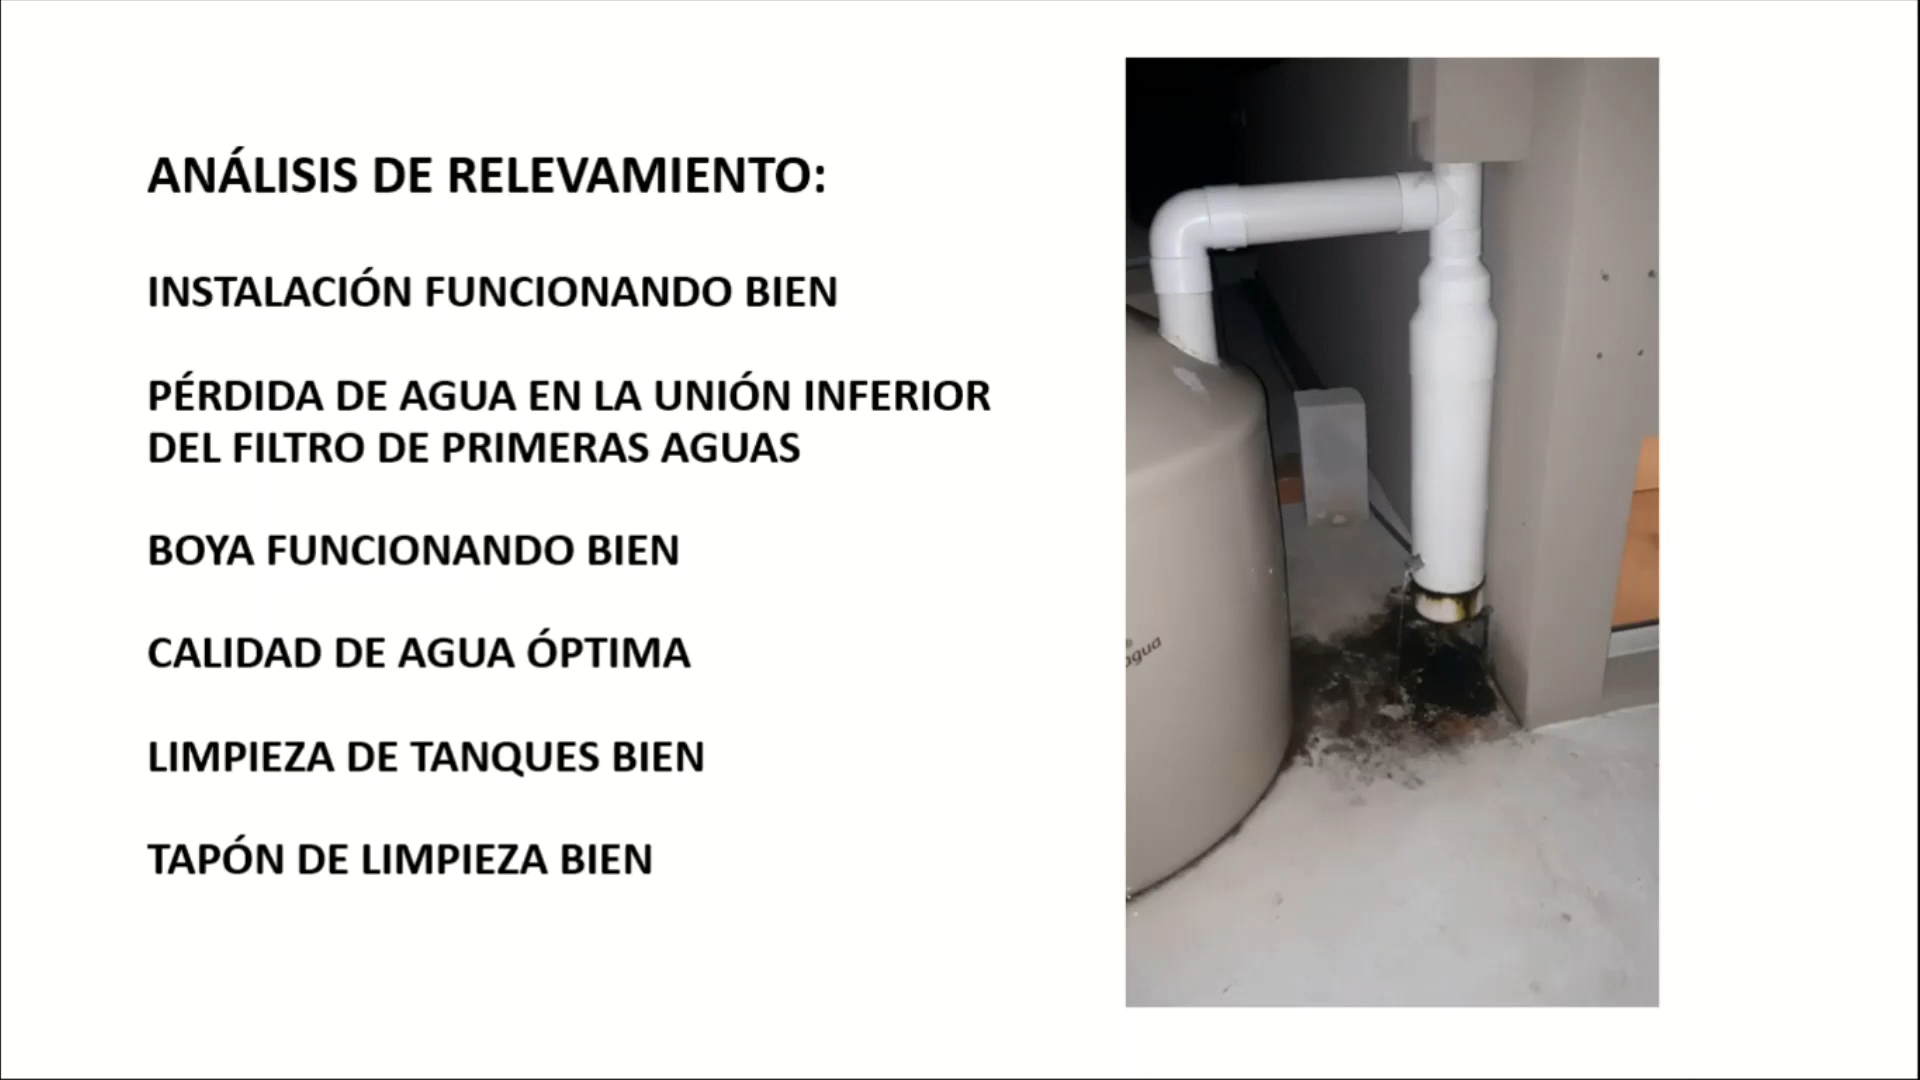 ANÁLISIS DE RELEVAMIENTO:
INSTALACIÓN FUNCIONANDO BIEN
PÉRDIDA DE AGUA EN LA UNIÓN INFERIOR
DEL FILTRO DE PRIMERAS AGUAS
BOYA FUNCIONANDO BIEN
CALIDAD DE AGUA ÓPTIMA
LIMPIEZA DE TANQUES BIEN
TAPÓN DE LIMPIEZA BIEN
agua